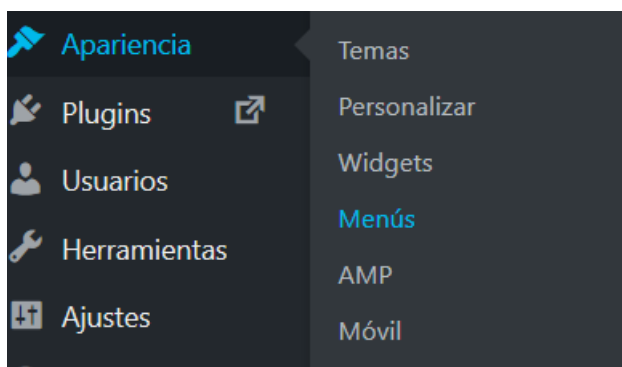 Apariencia
Plugins
Usuarios
Herramientas
Ajustes
Temas
Personalizar
Widgets
Menús
AMP
Móvil